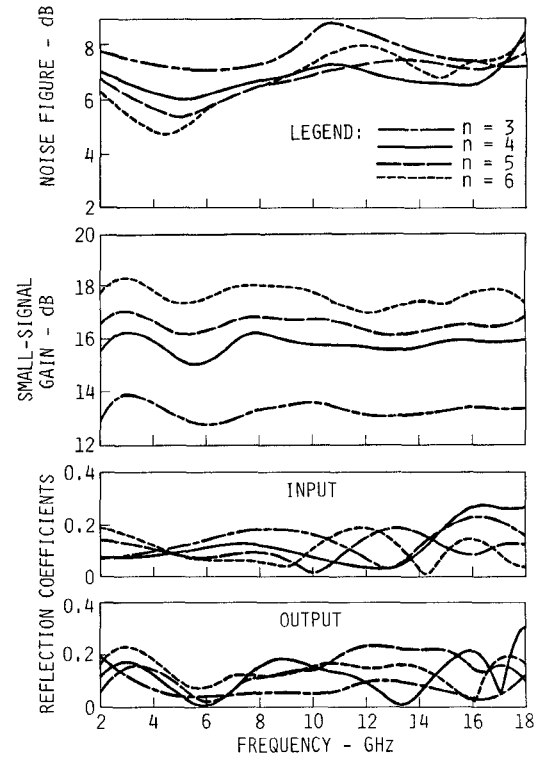 NOISE FIGURE - dB
8
6
4
2
LEGEND:
n = 3
n = 4
n = 5
n = 6
SMALL-SIGNAL
GAIN - dB
20
18
16
14
12
REFLECTION COEFFICIENTS
INPUT
0.4
0.2
0
OUTPUT
0.4
0.2
0
2 4 6 8 10 12 14 16 18
FREQUENCY - GHz